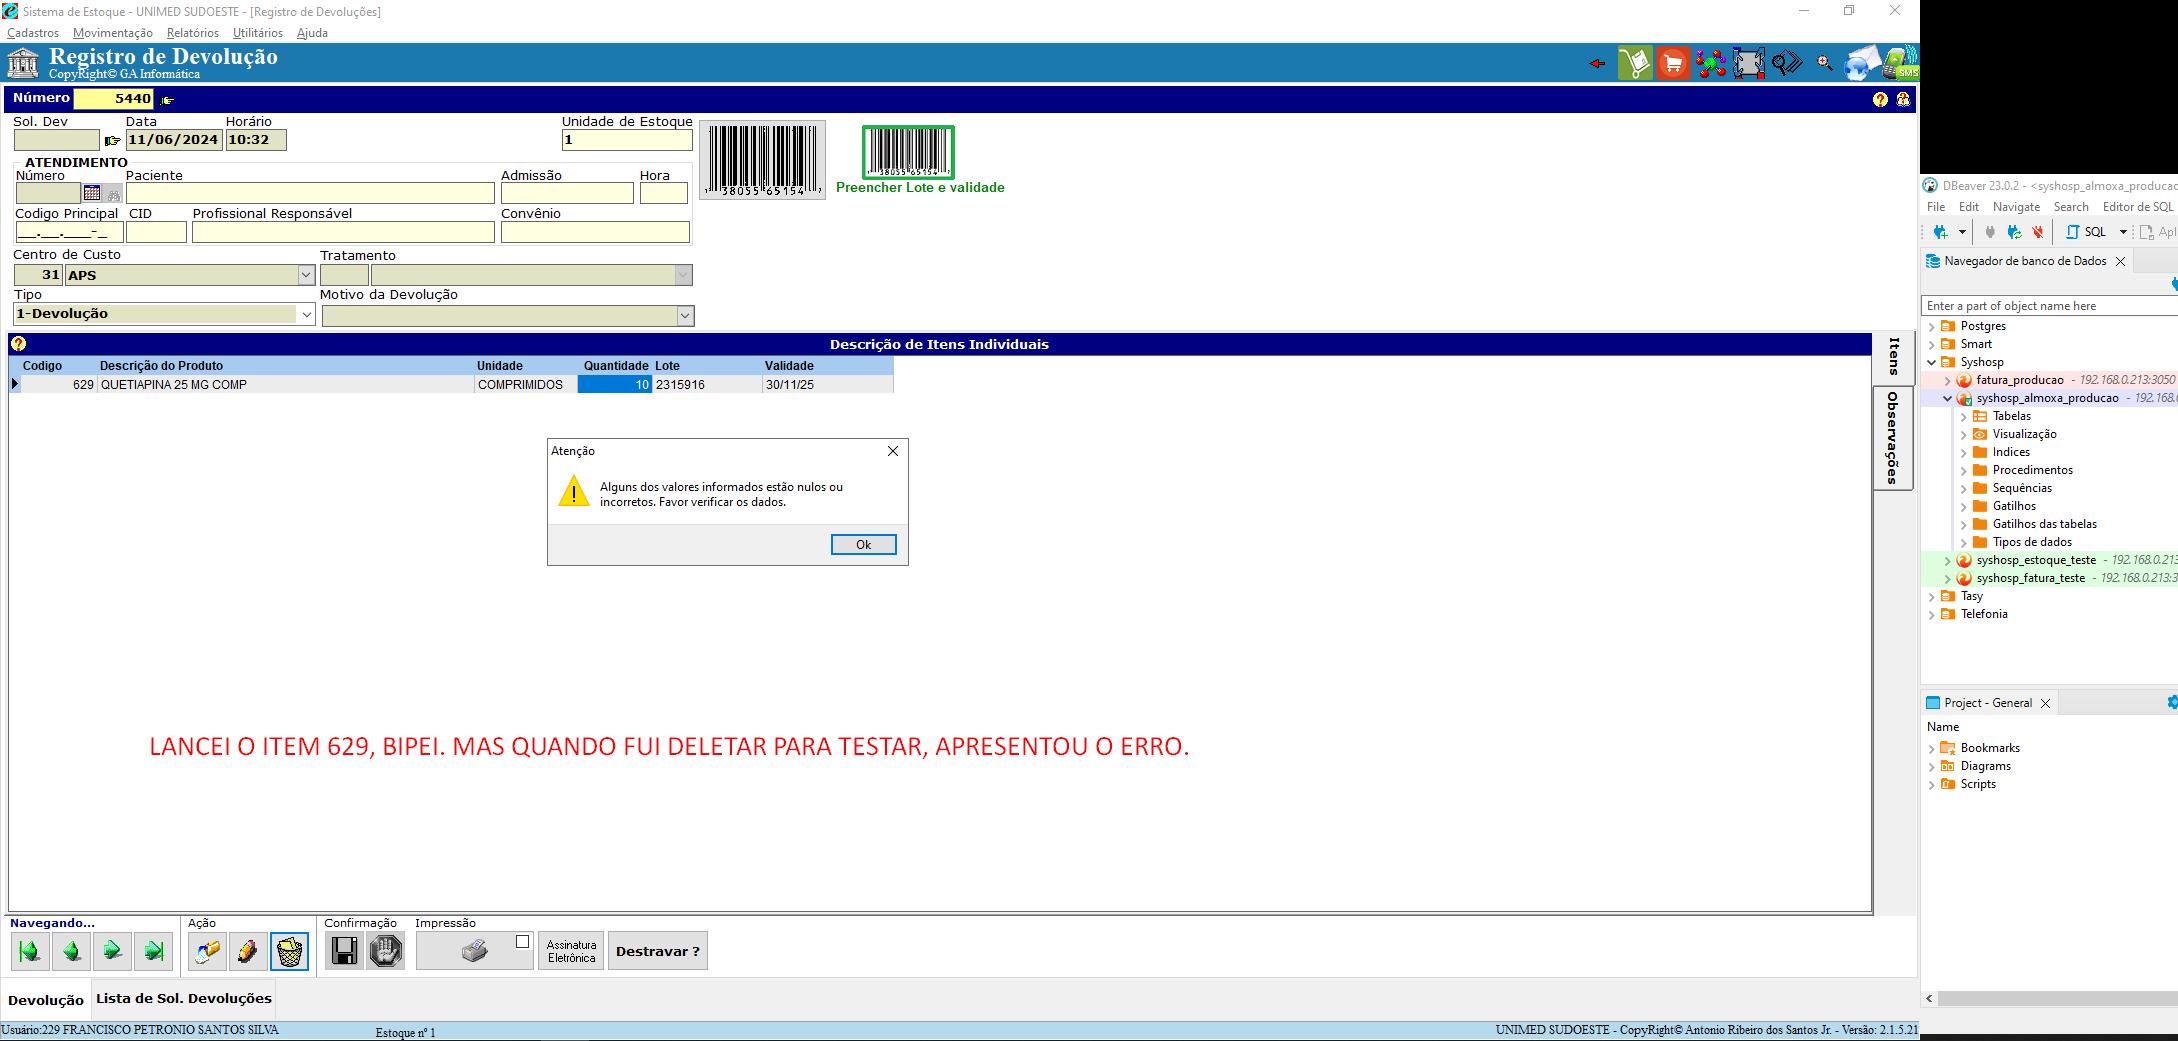 Sistema de Estoque - UNIMED SUDOESTE - [Registro de Devoluções]
Cadastros Movimentação Relatórios Utilitários Ajuda
Registro de Devolução
CopyRight© GA Informática
SMS
Número 5440
Sol. Dev Data Horário Unidade de Estoque
11/06/2024 10:32 1
38055 65154
38055 65154
Preencher Lote e validade
ATENDIMENTO
Número Paciente Admissão Hora
Codigo Principal CID Profissional Responsável Convênio
__.__.___-_
Centro de Custo Tratamento
31 APS
Tipo Motivo da Devolução
1-Devolução
Descrição de Itens Individuais
Itens
Observações
Codigo Descrição do Produto Unidade Quantidade Lote Validade
629 QUETIAPINA 25 MG COMP COMPRIMIDOS 10 2315916 30/11/25
Atenção
Alguns dos valores informados estão nulos ou
incorretos. Favor verificar os dados.
Ok
LANCEI O ITEM 629, BIPEI. MAS QUANDO FUI DELETAR PARA TESTAR, APRESENTOU O ERRO.
Navegando... Ação Confirmação Impressão
Assinatura
Eletrônica
Destravar ?
Devolução Lista de Sol. Devoluções
Usuário:229 FRANCISCO PETRONIO SANTOS SILVA Estoque nº 1 UNIMED SUDOESTE - CopyRight© Antonio Ribeiro dos Santos Jr. - Versão: 2.1.5.21
DBeaver 23.0.2 - <syshosp_almoxa_producao
File Edit Navigate Search Editor de SQL
SQL Apl
Navegador de banco de Dados
Enter a part of object name here
Postgres
Smart
Syshosp
fatura_producao - 192.168.0.213:3050
syshosp_almoxa_producao - 192.168.
Tabelas
Visualização
Indices
Procedimentos
Sequências
Gatilhos
Gatilhos das tabelas
Tipos de dados
syshosp_estoque_teste - 192.168.0.213
syshosp_fatura_teste - 192.168.0.213:3
Tasy
Telefonia
Project - General
Name
Bookmarks
Diagrams
Scripts